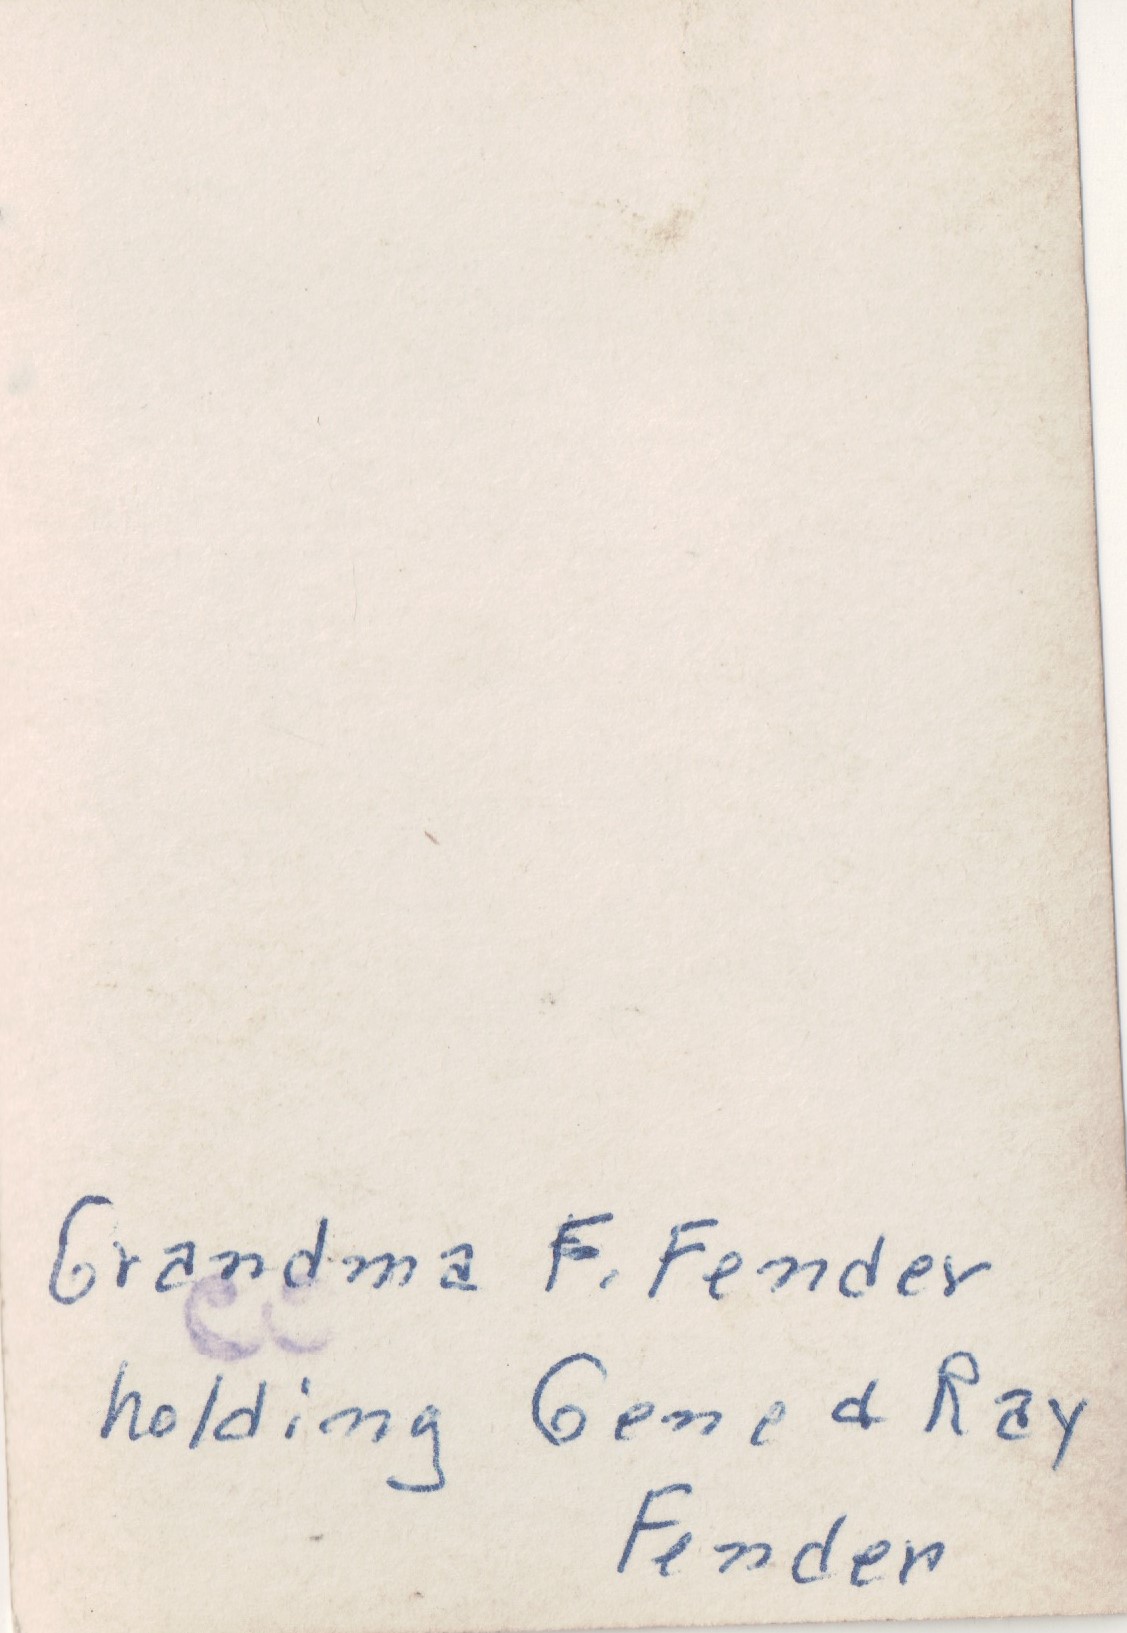 Grandma F. Fender
holding Gene & Ray
Fender